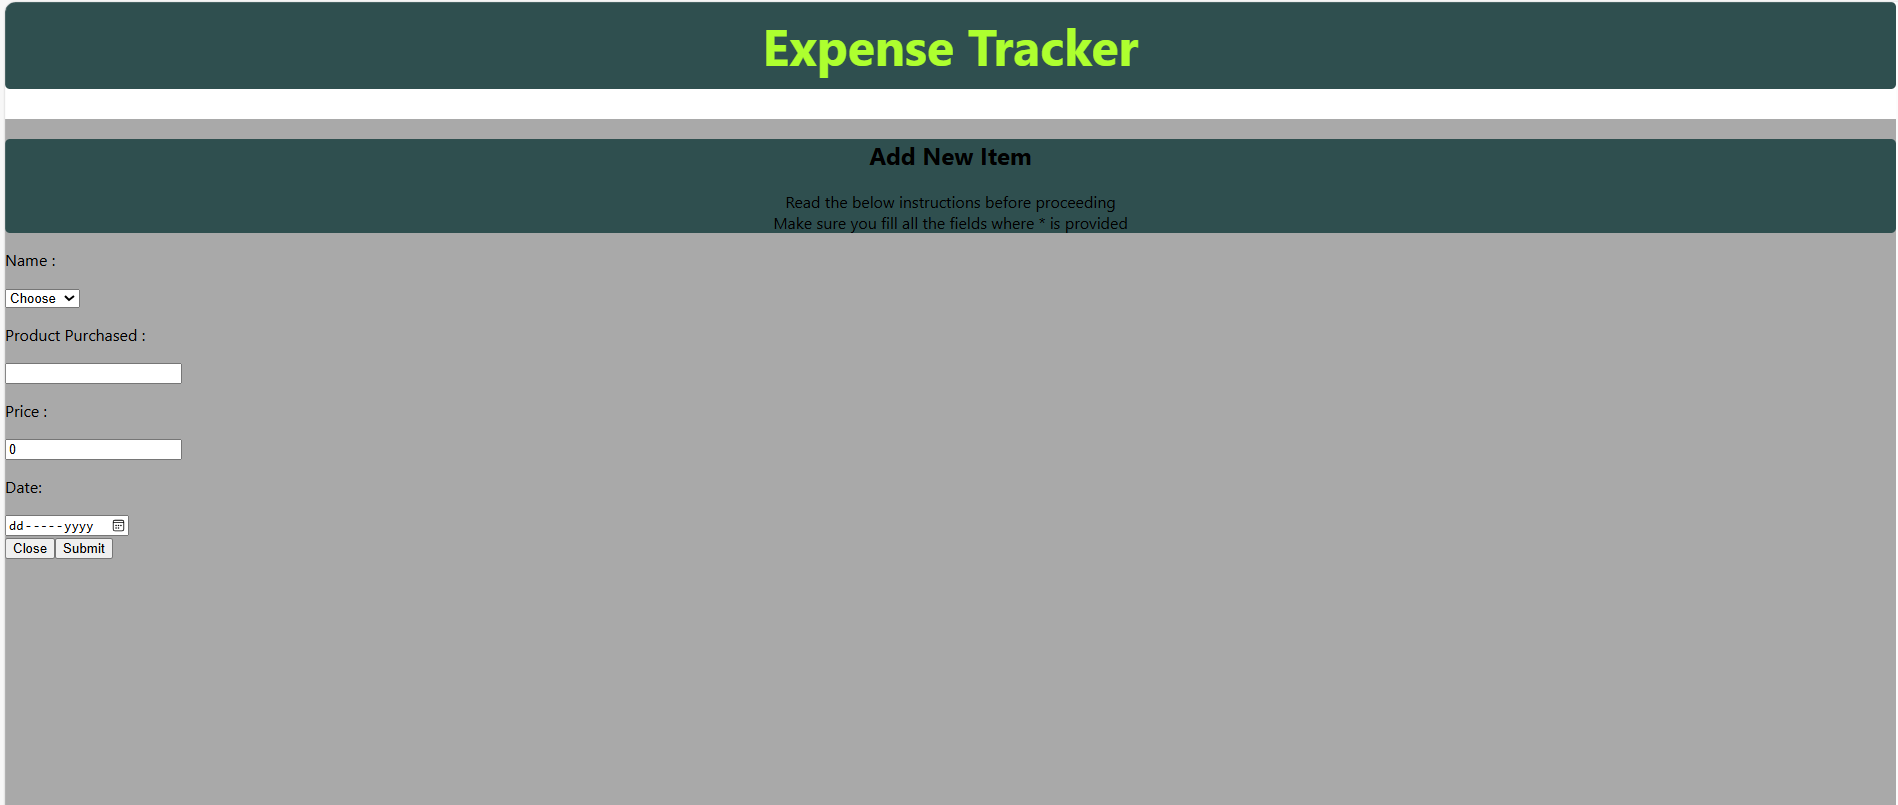 Expense Tracker
Add New Item
Read the below instructions before proceeding
Make sure you fill all the fields where * is provided
Name :
Choose
Product Purchased :
Price :
0
Date:
dd-----yyyy
Close Submit